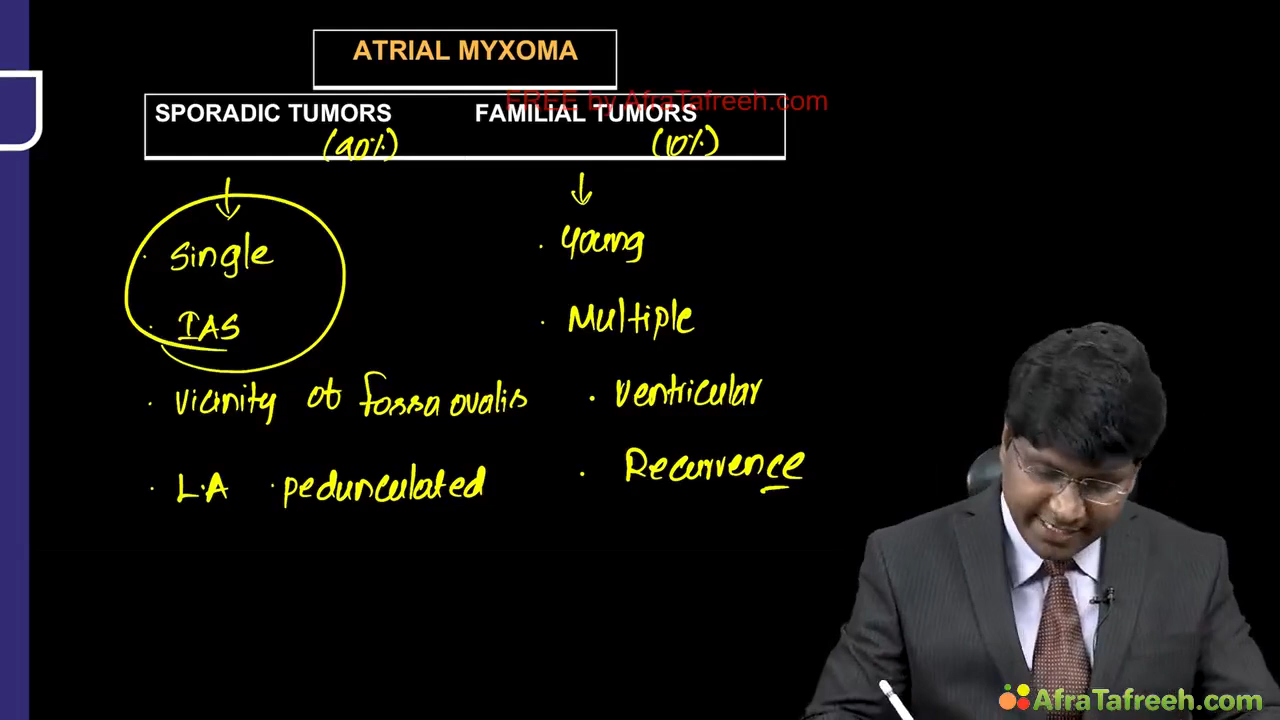 ATRIAL MYXOMA
FREE by AfraTafreeh.com
SPORADIC TUMORS FAMILIAL TUMORS
(90%) (10%)
· Single · Young
· IAS · Multiple
· Vicinity of fossa ovalis · Ventricular
· L.A · pedunculated · Recurrence
AfraTafreeh.com